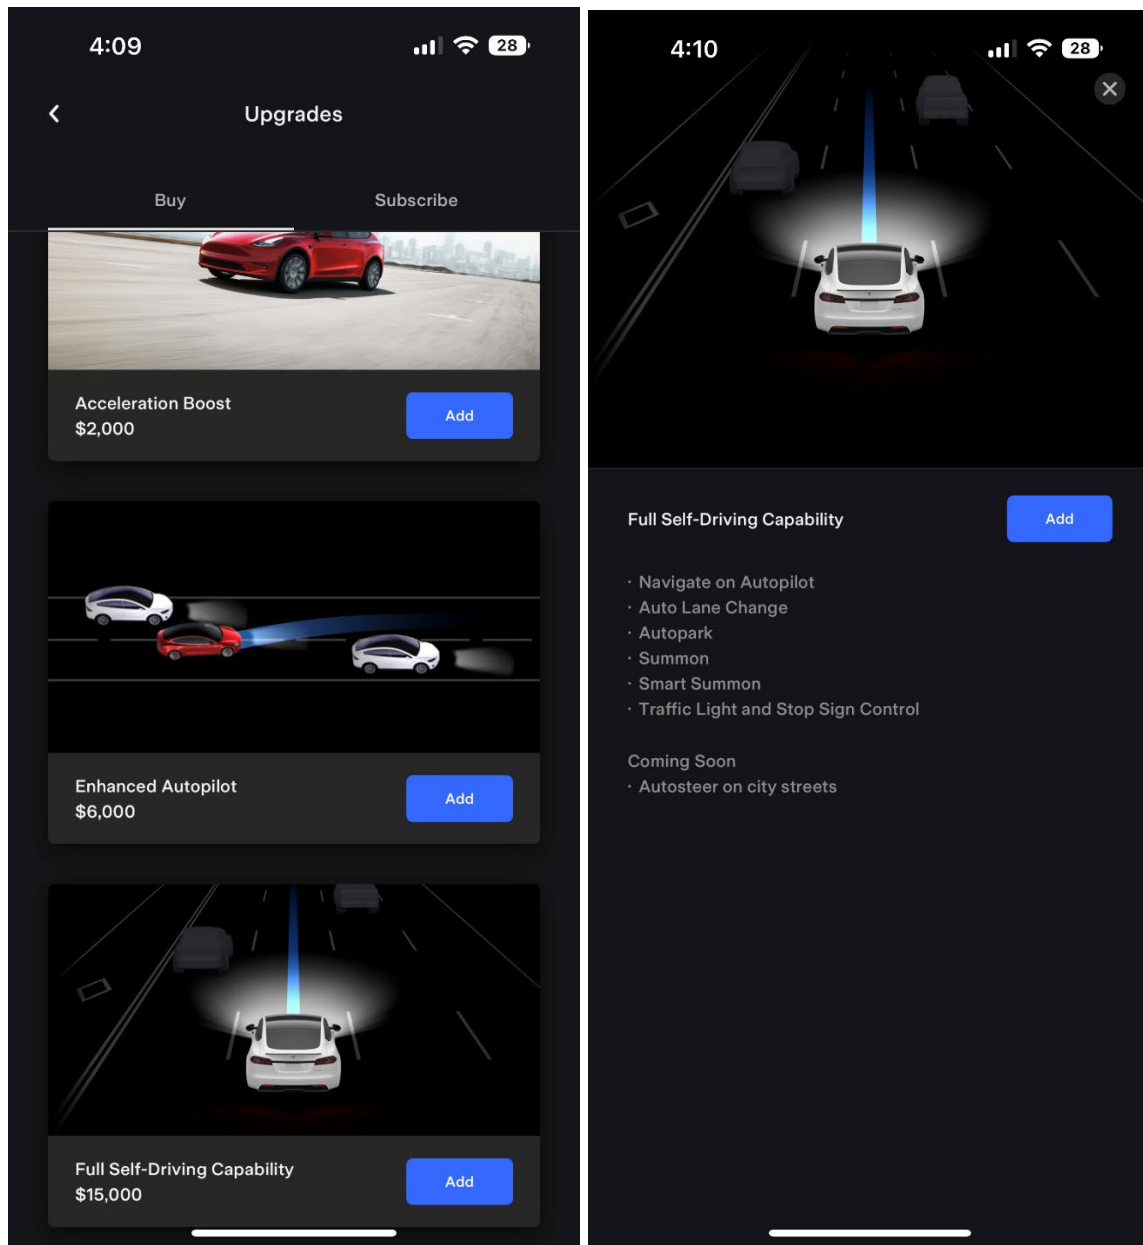 4:09
28
Upgrades
Buy
Subscribe
Acceleration Boost
$2,000
Add
Enhanced Autopilot
$6,000
Add
Full Self-Driving Capability
$15,000
Add
4:10
28
Full Self-Driving Capability
Add
· Navigate on Autopilot
· Auto Lane Change
· Autopark
· Summon
· Smart Summon
· Traffic Light and Stop Sign Control
Coming Soon
· Autosteer on city streets